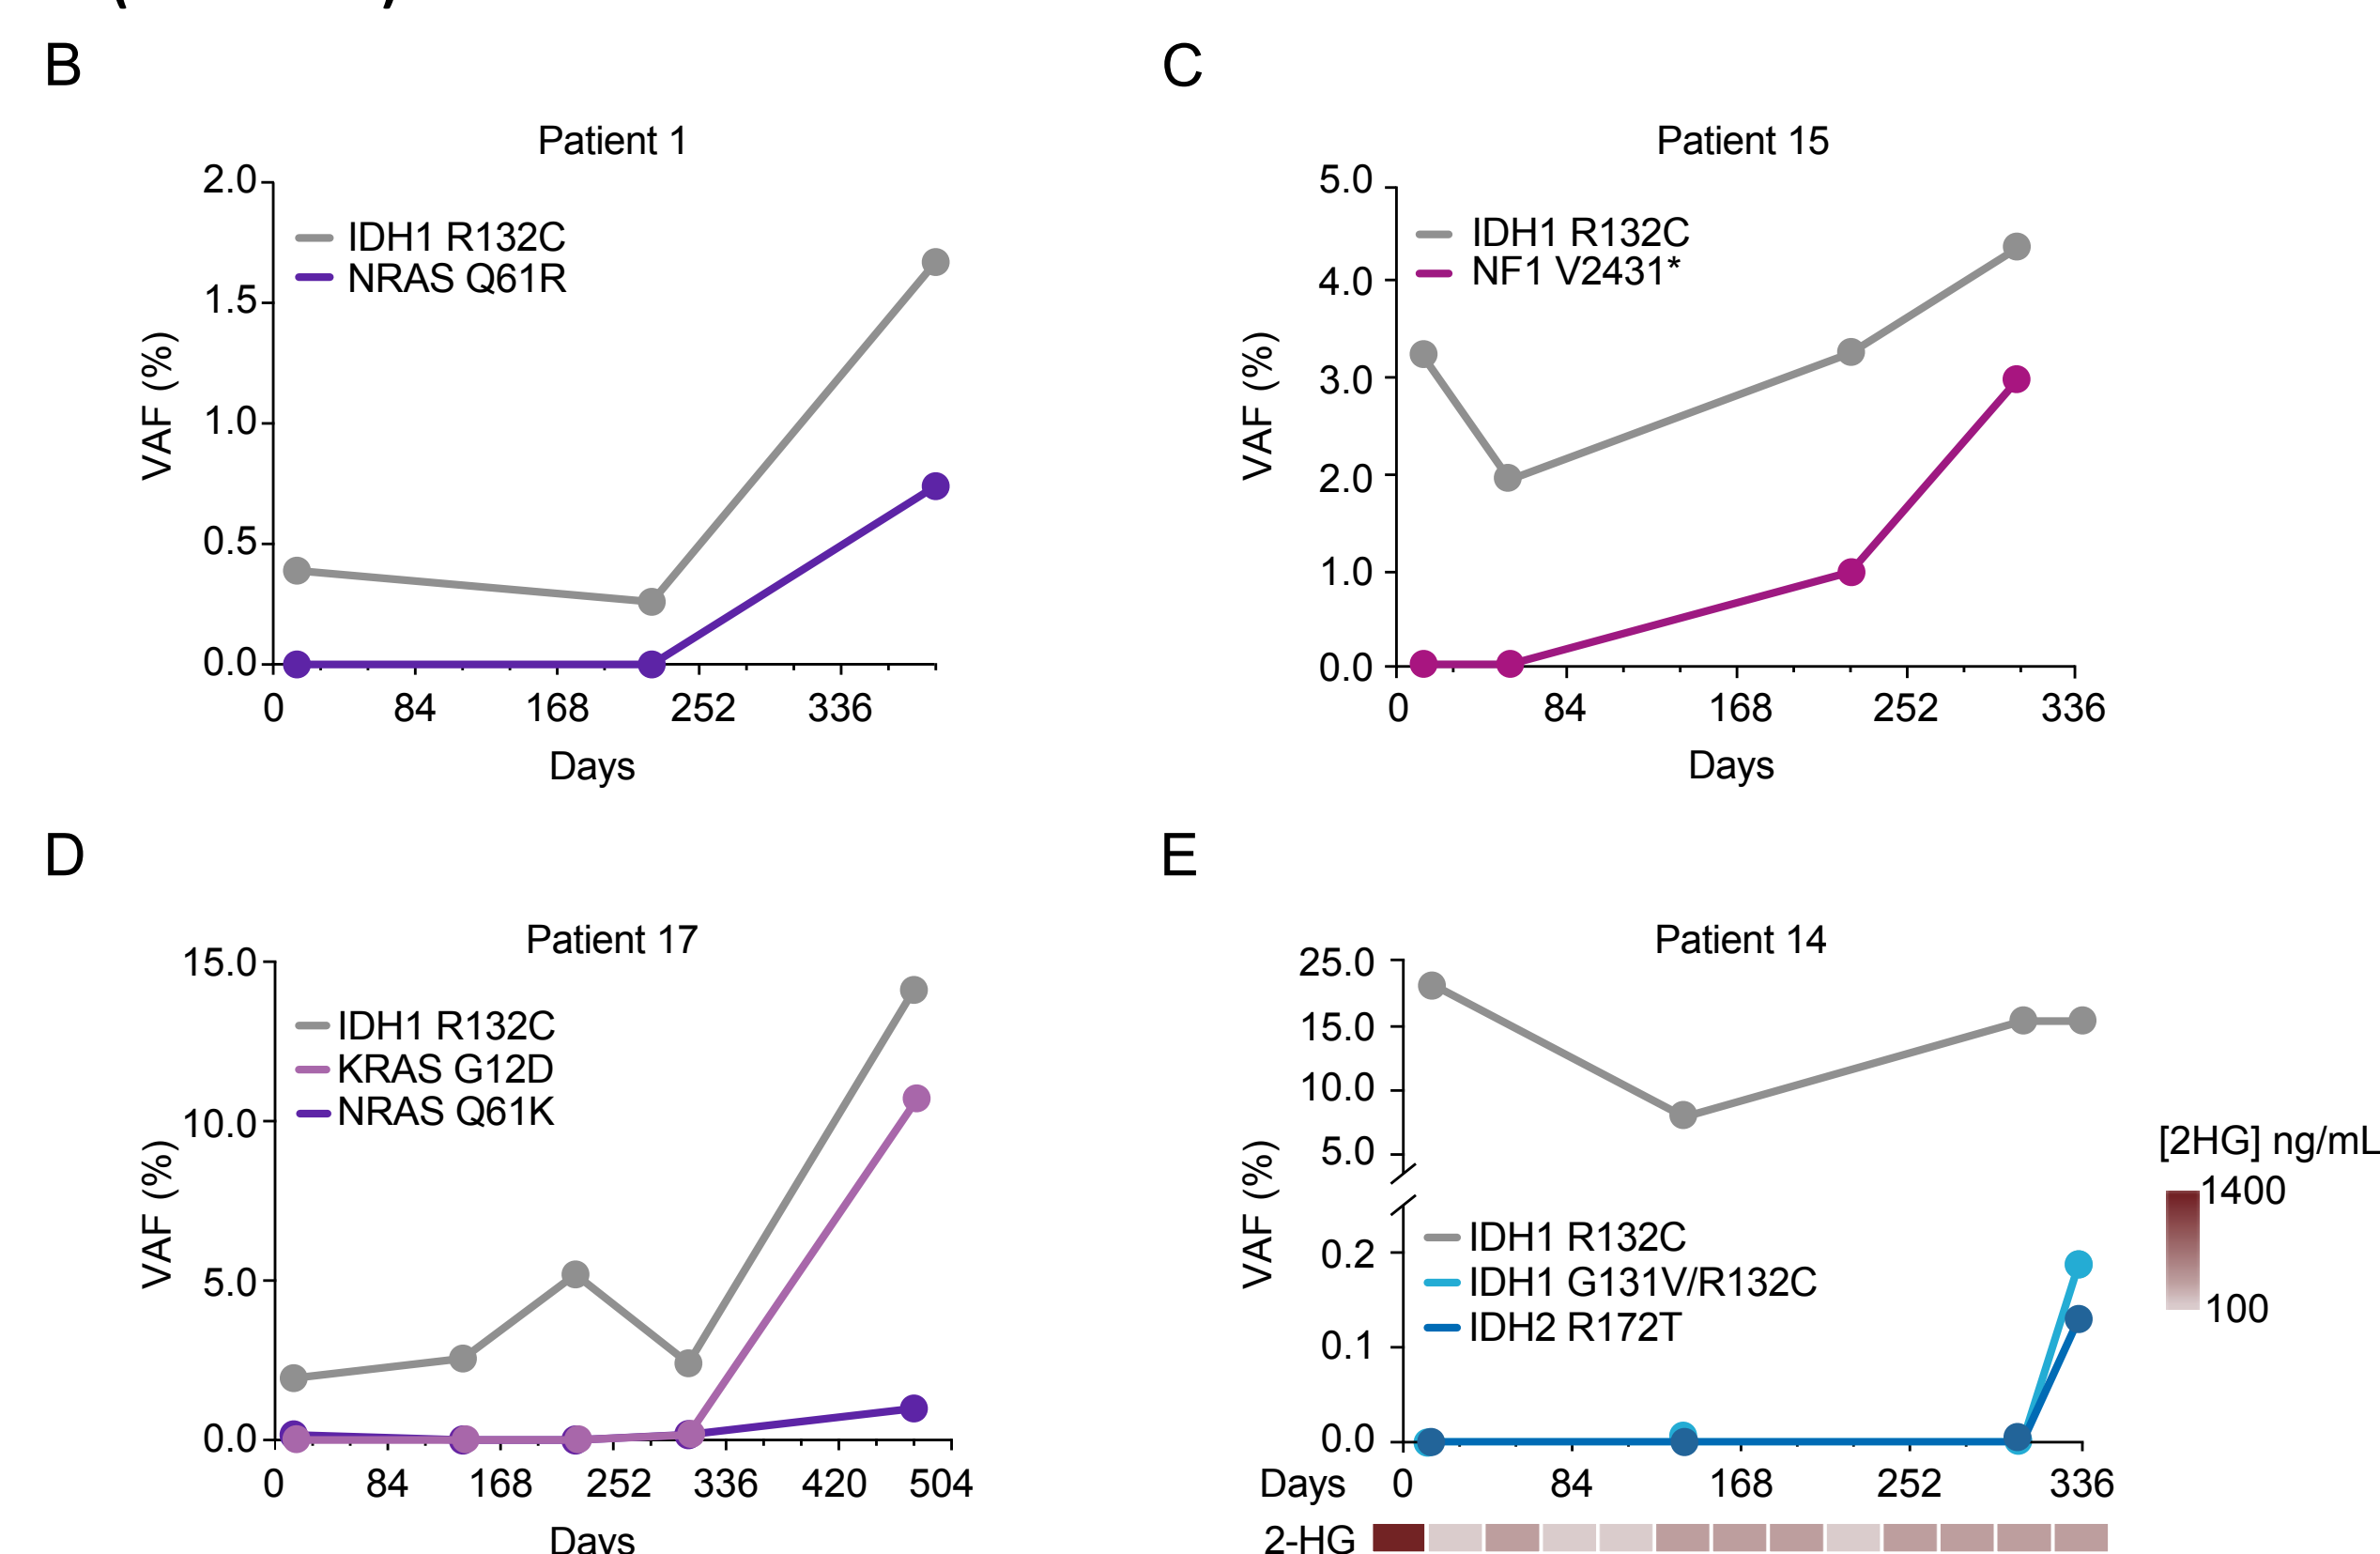 B
Patient 1
2.0
1.5
1.0
0.5
0.0
VAF (%)
IDH1 R132C
NRAS Q61R
0 84 168 252 336
Days
C
Patient 15
5.0
4.0
3.0
2.0
1.0
0.0
VAF (%)
IDH1 R132C
NF1 V2431*
0 84 168 252 336
Days
D
Patient 17
15.0
10.0
5.0
0.0
VAF (%)
IDH1 R132C
KRAS G12D
NRAS Q61K
0 84 168 252 336 420 504
Days
E
Patient 14
25.0
15.0
10.0
5.0
0.2
0.1
0.0
VAF (%)
IDH1 R132C
IDH1 G131V/R132C
IDH2 R172T
Days 0 84 168 252 336
2-HG
[2HG] ng/mL
1400
100